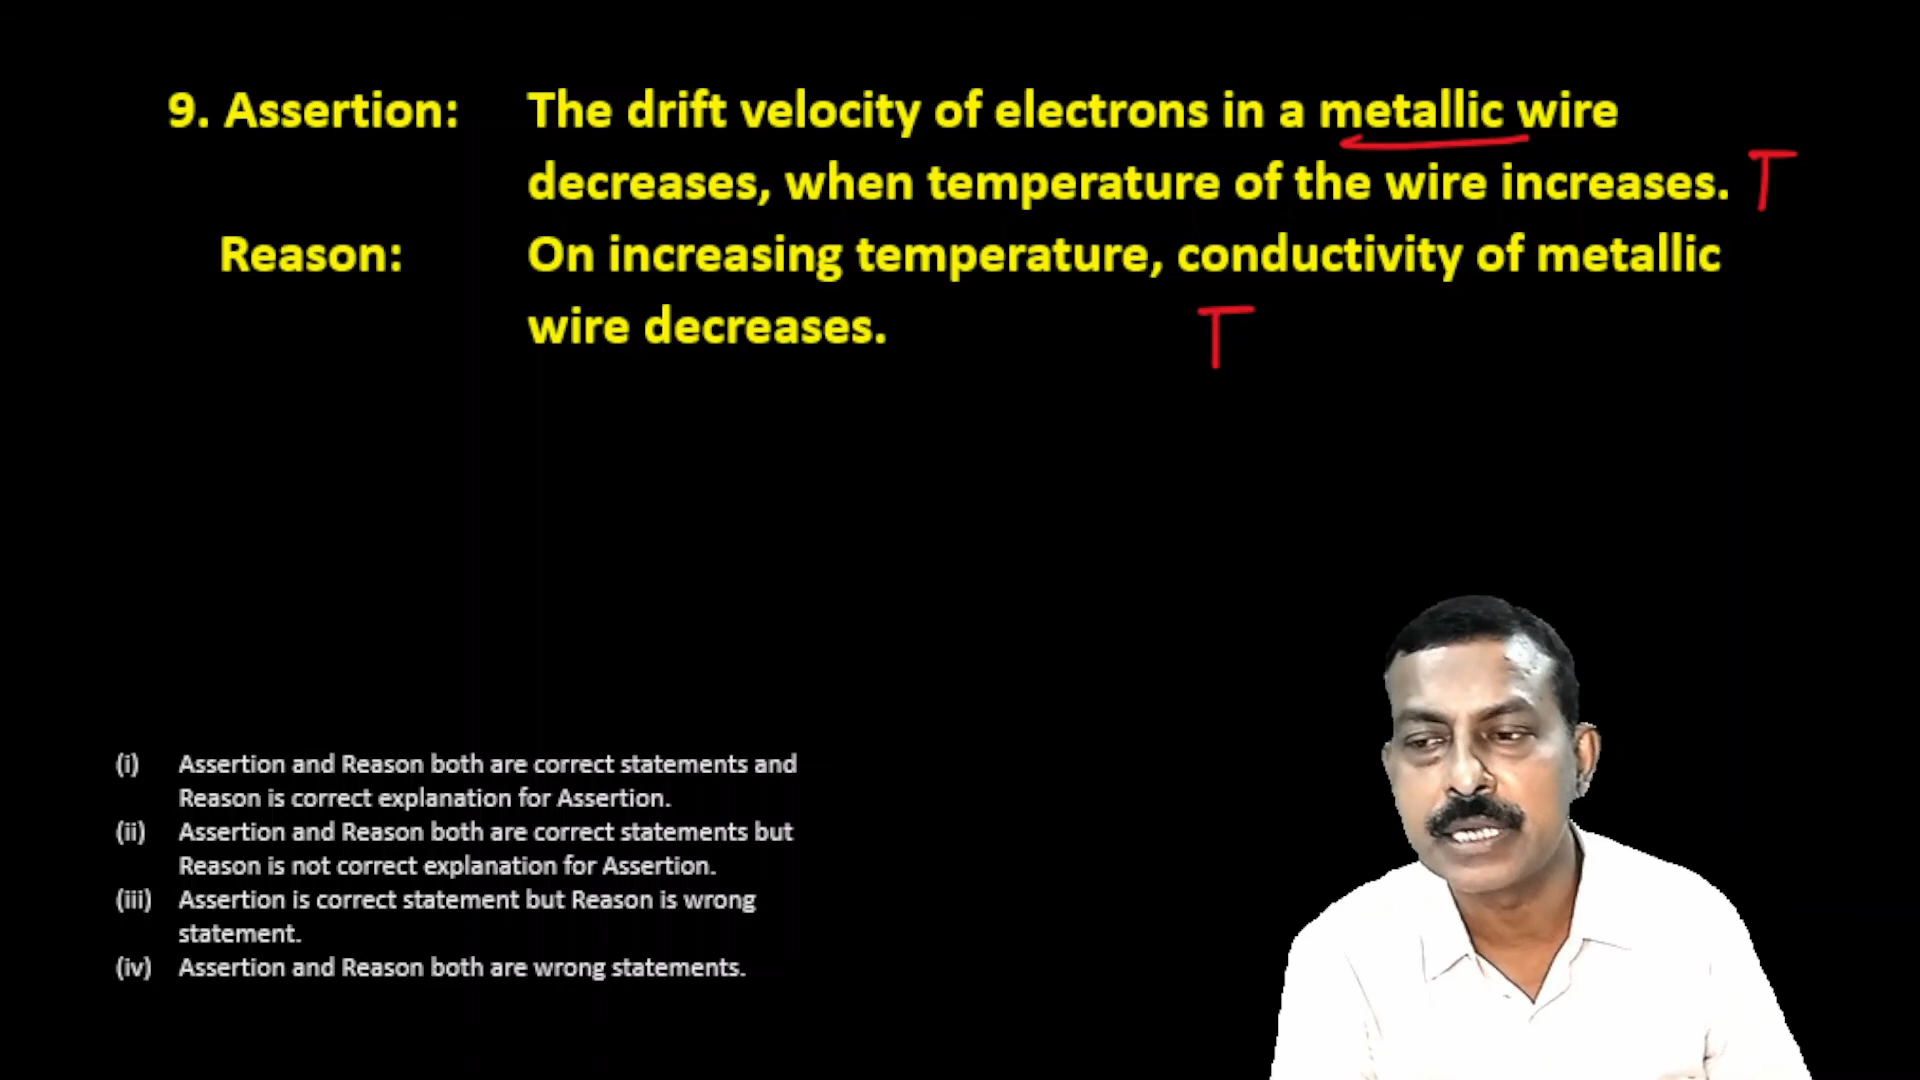 9. Assertion: The drift velocity of electrons in a metallic wire
decreases, when temperature of the wire increases. T
Reason: On increasing temperature, conductivity of metallic
wire decreases. T
(i) Assertion and Reason both are correct statements and
Reason is correct explanation for Assertion.
(ii) Assertion and Reason both are correct statements but
Reason is not correct explanation for Assertion.
(iii) Assertion is correct statement but Reason is wrong
statement.
(iv) Assertion and Reason both are wrong statements.